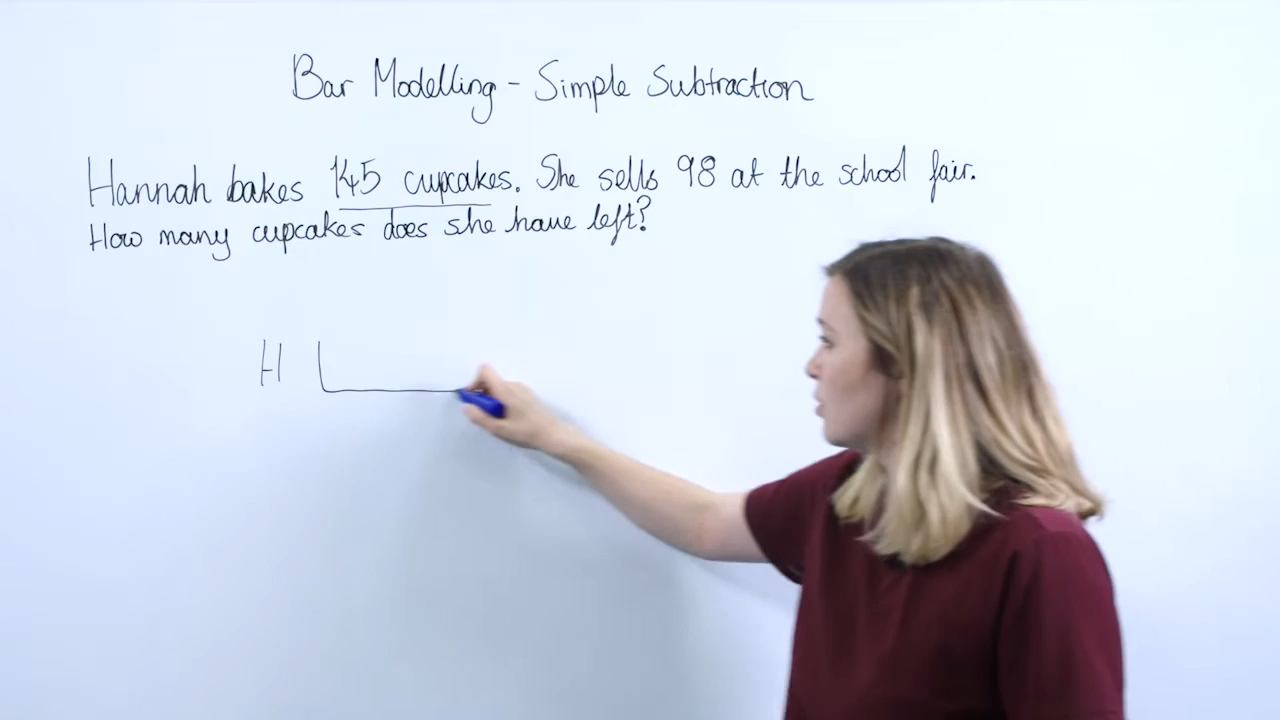 Bar Modelling - Simple Subtraction
Hannah bakes 145 cupcakes. She sells 98 at the school fair.
How many cupcakes does she have left?
H